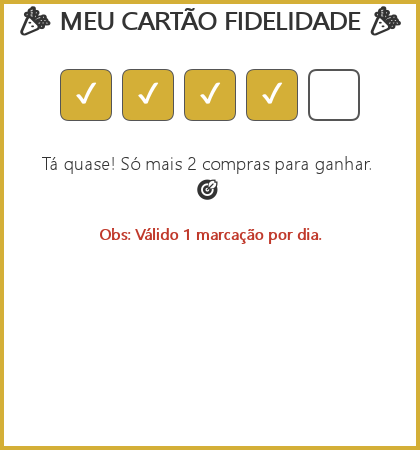 MEU CARTÃO FIDELIDADE
Tá quase! Só mais 2 compras para ganhar.
Obs: Válido 1 marcação por dia.